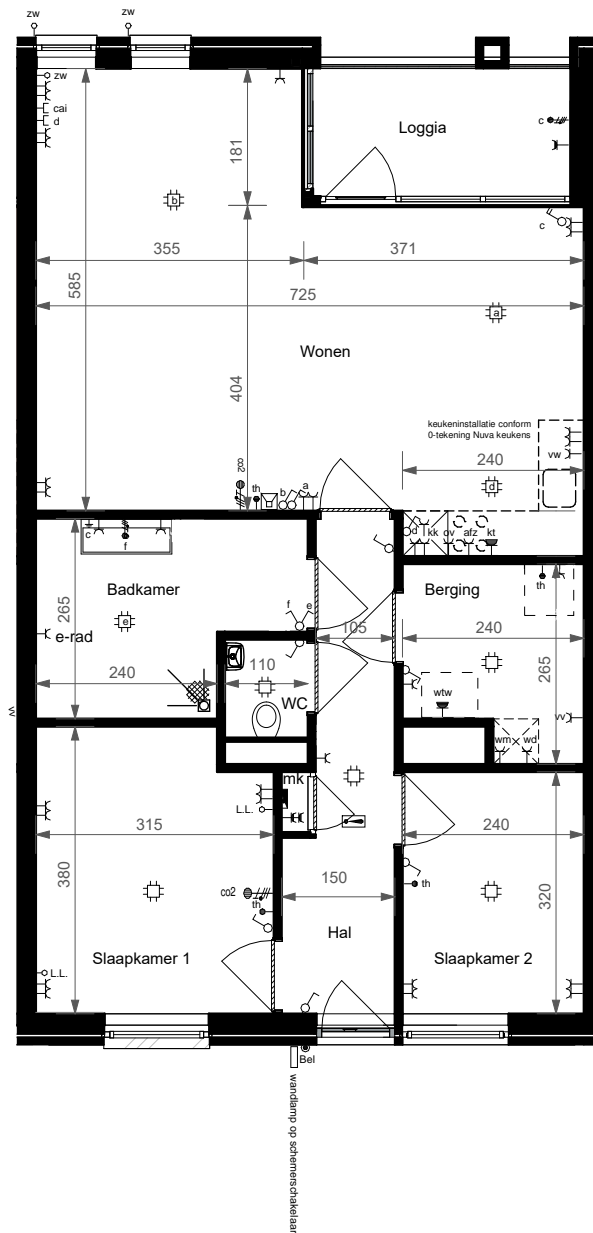 zw
zw
zw
cai
d
Loggia
c
181
b
c
355
371
585
725
a
Wonen
404
keukeninstallatie conform
0-tekening Nuva keukens
vw
240
co2
th
b
a
d
d
kk
ov
afz
kt
c
f
Badkamer
Berging
th
265
e
f
e
e-rad
105
240
265
240
110
WC
wtw
vv
vv
wm
wd
mk
L.L.
315
240
380
150
320
co2
th
th
Hal
Slaapkamer 1
Slaapkamer 2
L.L.
Bel
wandlamp op schemerschakelaar